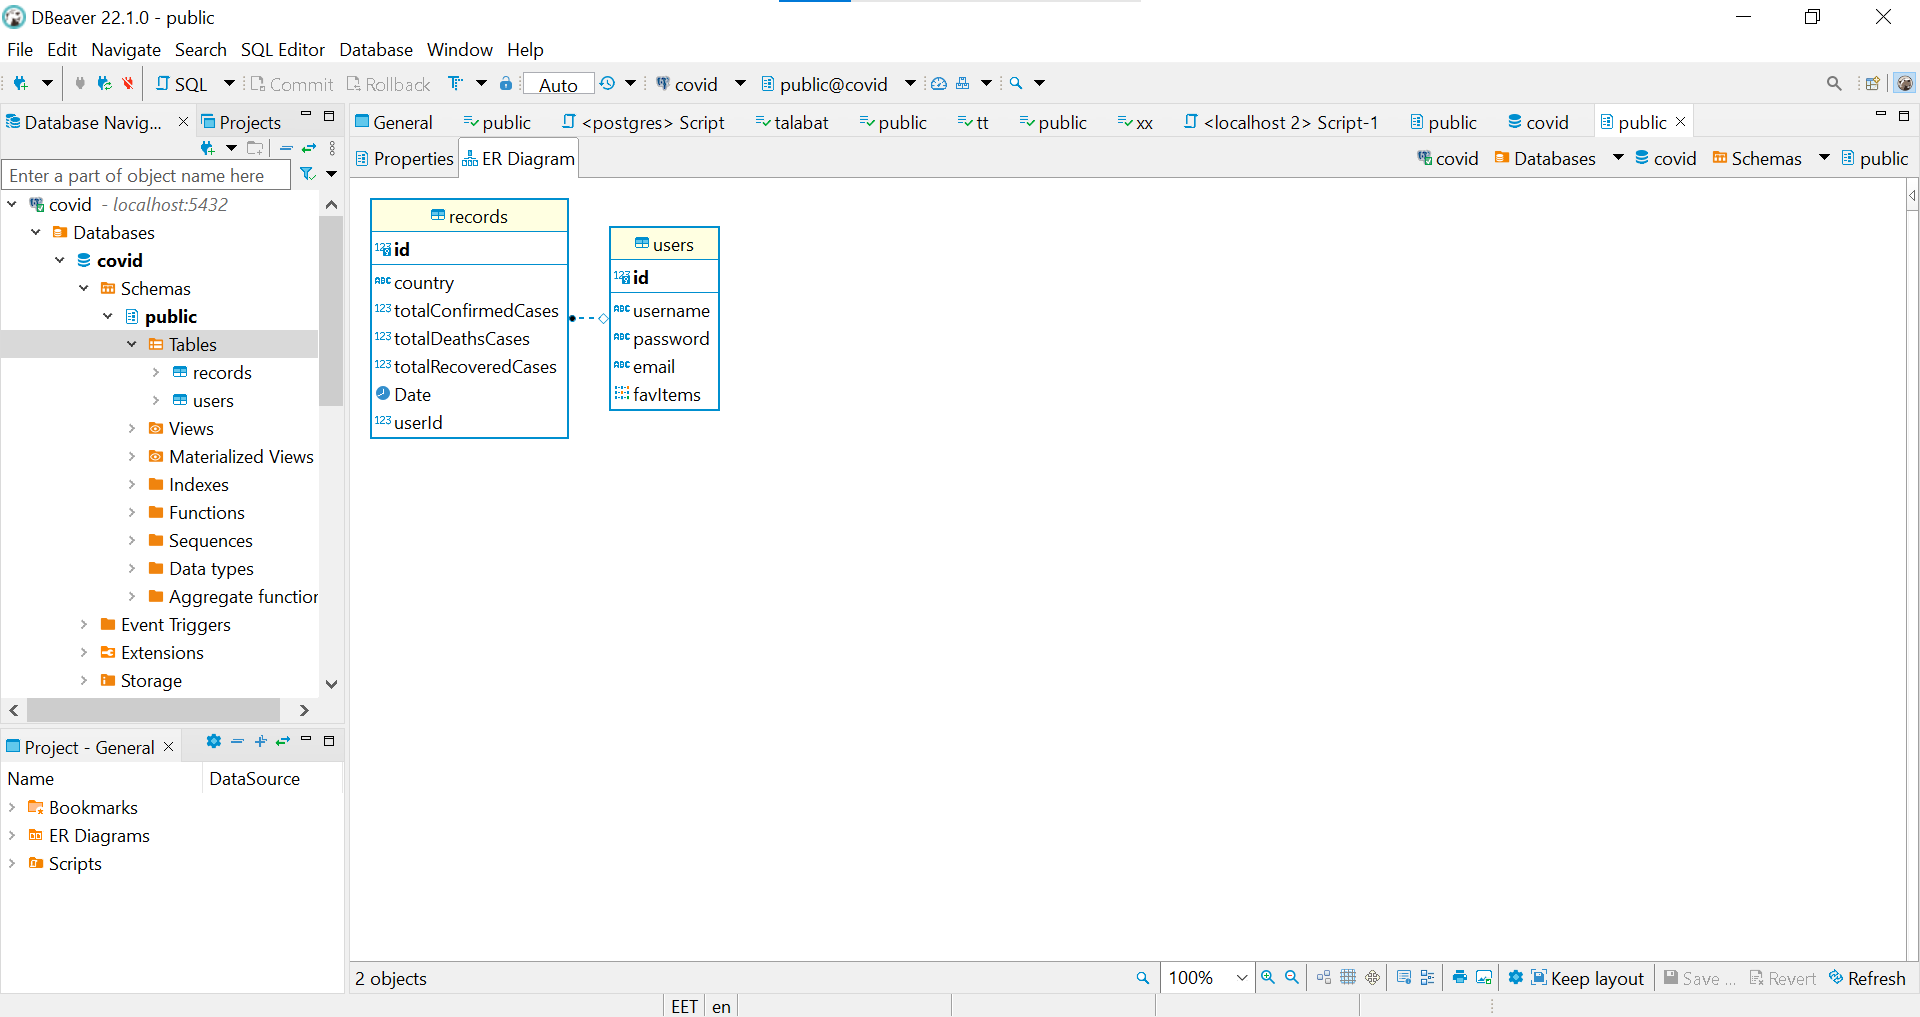 DBeaver 22.1.0 - public
File Edit Navigate Search SQL Editor Database Window Help
SQL Commit Rollback Auto covid public@covid
Database Navig... Projects
Enter a part of object name here
covid - localhost:5432
Databases
covid
Schemas
public
Tables
records
users
Views
Materialized Views
Indexes
Functions
Sequences
Data types
Aggregate function
Event Triggers
Extensions
Storage
Project - General
Name DataSource
Bookmarks
ER Diagrams
Scripts
General public <postgres> Script talabat public tt public xx <localhost 2> Script-1 public covid public
Properties ER Diagram covid Databases covid Schemas public
records
123 id
ABC country
123 totalConfirmedCases
123 totalDeathsCases
123 totalRecoveredCases
Date
123 userId
users
123 id
ABC username
ABC password
ABC email
favItems
2 objects 100% Keep layout Save ... Revert Refresh
EET en